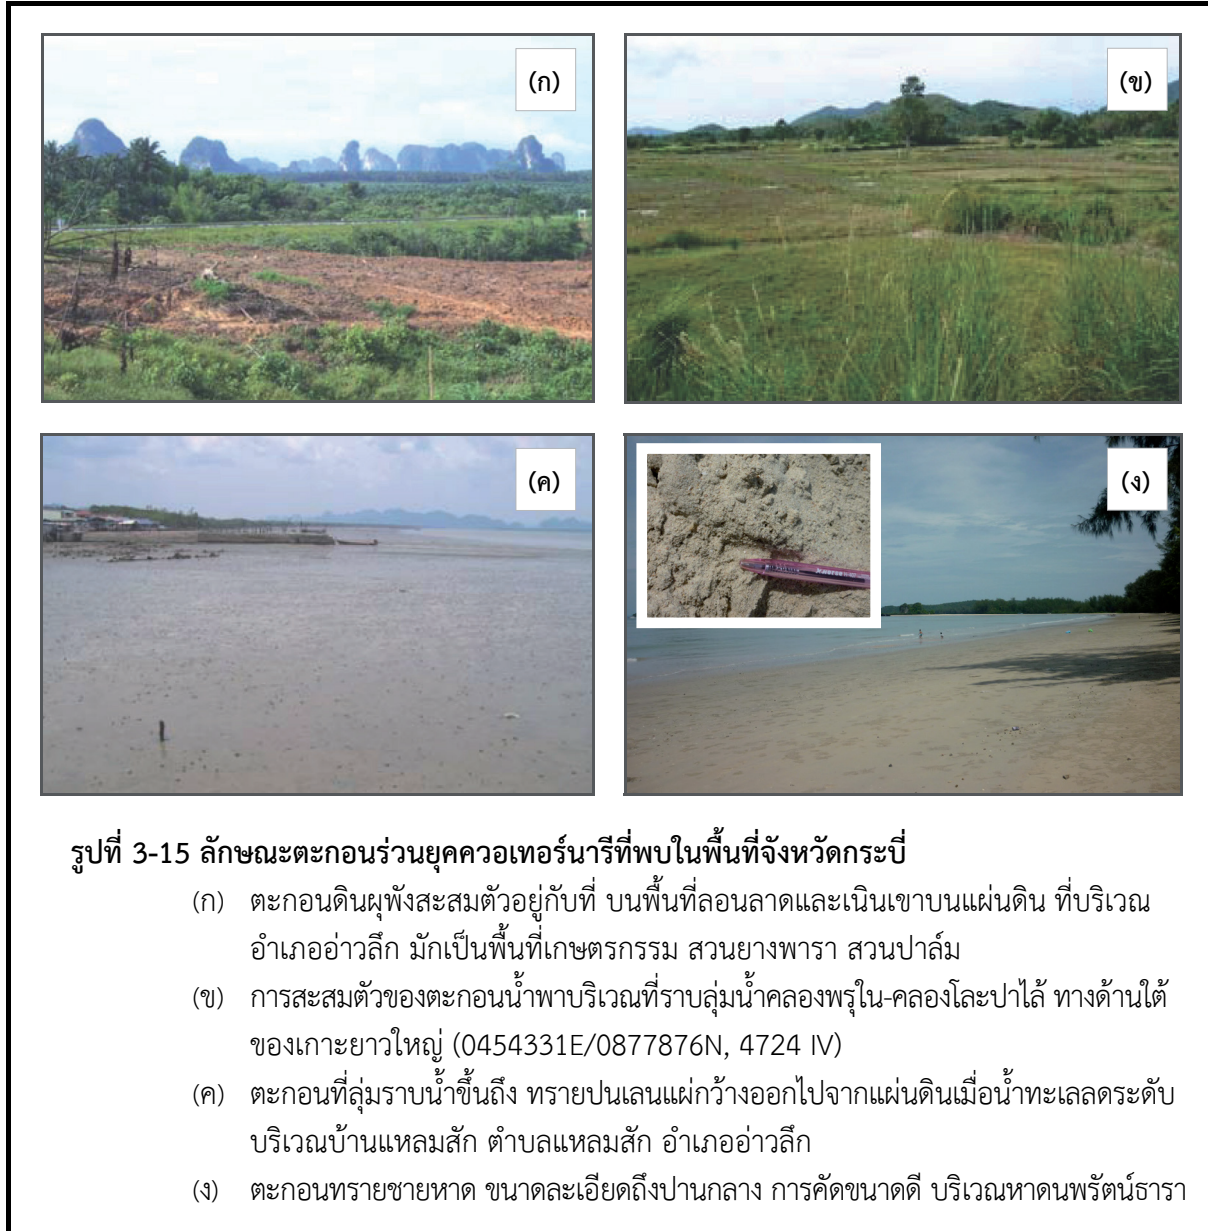 (ก)
(ข)
(ค)
(ง)
รูปที่ 3-15 ลักษณะตะกอนร่วนยุคควอเทอร์นารีที่พบในพื้นที่จังหวัดกระบี่
(ก) ตะกอนดินผุพังสะสมตัวอยู่กับที่ บนพื้นที่ลอนลาดและเนินเขาบนแผ่นดิน ที่บริเวณ
อำเภออ่าวลึก มักเป็นพื้นที่เกษตรกรรม สวนยางพารา สวนปาล์ม
(ข) การสะสมตัวของตะกอนน้ำพาบริเวณที่ราบลุ่มน้ำคลองพรุใน-คลองโละปาไล้ ทางด้านใต้
ของเกาะยาวใหญ่ (0454331E/0877876N, 4724 IV)
(ค) ตะกอนที่ลุ่มราบน้ำขึ้นถึง ทรายปนเลนแผ่กว้างออกไปจากแผ่นดินเมื่อน้ำทะเลลดระดับ
บริเวณบ้านแหลมสัก ตำบลแหลมสัก อำเภออ่าวลึก
(ง) ตะกอนทรายชายหาด ขนาดละเอียดถึงปานกลาง การคัดขนาดดี บริเวณหาดนพรัตน์ธารา